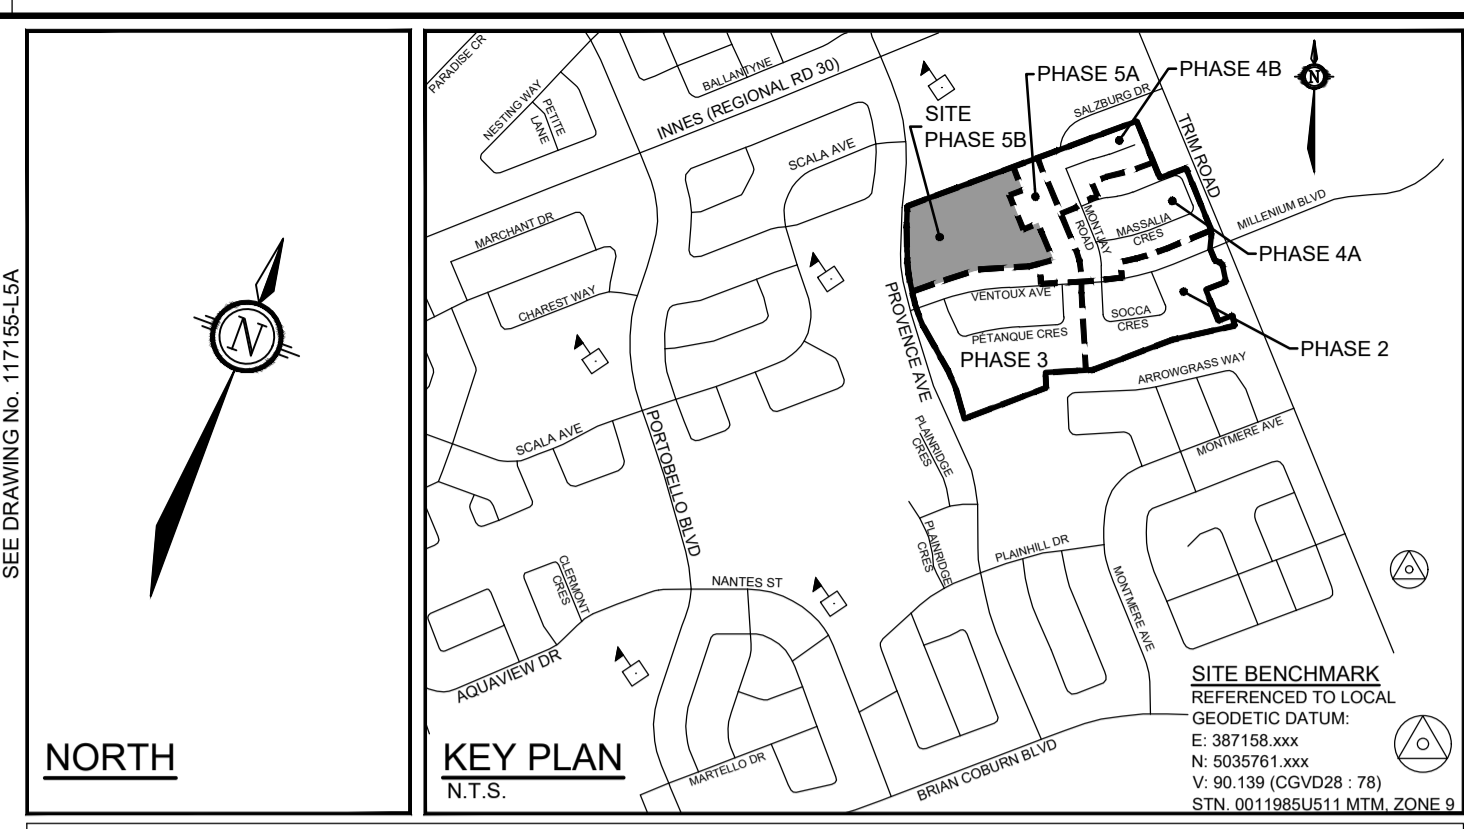 SEE DRAWING No. 117155-L5A
N
NORTH
PARADISE CR
NESTING WAY
PETITE
LANE
BALLANTYNE
INNES (REGIONAL RD 30)
SCALA AVE
MARCHANT DR
CHAREST WAY
SCALA AVE
PORTOBELLO BLVD
CLERMONT
CRES
NANTES ST
AQUAVIEW DR
MARTELLO DR
BRIAN COBURN BLVD
SITE
PHASE 5B
PHASE 5A
PHASE 4B
SALZBURG DR
TRIM ROAD
N
MILLENIUM BLVD
MONTJAY
ROAD
MASSALIA
CRES
PHASE 4A
VENTOUX AVE
SOCCA
CRES
PÉTANQUE CRES
PHASE 3
PHASE 2
PROVENCE AVE
ARROWGRASS WAY
MONTMERE AVE
PLAINRIDGE
CRES
PLAINRIDGE
CRES
PLAINHILL DR
MONTMERE AVE
KEY PLAN
N.T.S.
SITE BENCHMARK
REFERENCED TO LOCAL
GEODETIC DATUM:
E: 387158.xxx
N: 5035761.xxx
V: 90.139 (CGVD28 : 78)
STN. 0011985U511 MTM, ZONE 9